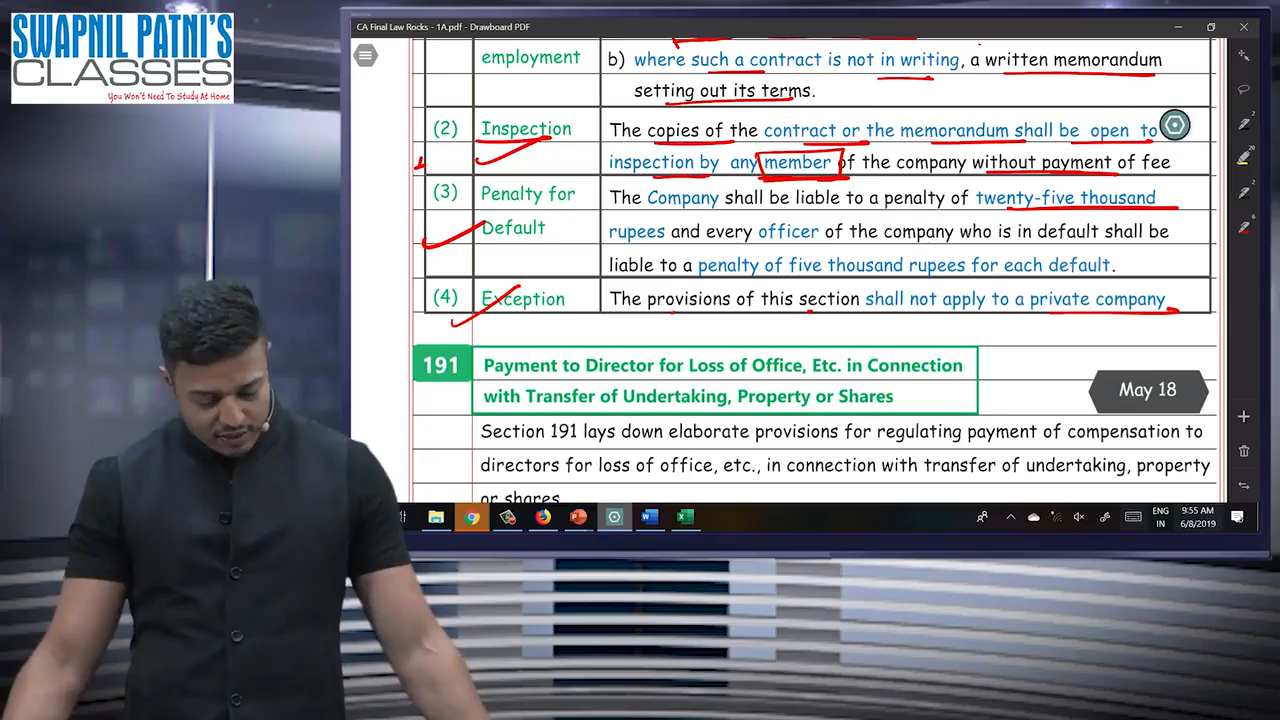 SWAPNIL PATNI'S
CLASSES
You Won't Need To Study At Home
CA Final Law Rocks - 1A.pdf - Drawboard PDF
employment
b) where such a contract is not in writing, a written memorandum
setting out its terms.
(2) Inspection
The copies of the contract or the memorandum shall be open to
inspection by any member of the company without payment of fee
(3) Penalty for
Default
The Company shall be liable to a penalty of twenty-five thousand
rupees and every officer of the company who is in default shall be
liable to a penalty of five thousand rupees for each default.
(4) Exception
The provisions of this section shall not apply to a private company
191
Payment to Director for Loss of Office, Etc. in Connection
with Transfer of Undertaking, Property or Shares
May 18
Section 191 lays down elaborate provisions for regulating payment of compensation to
directors for loss of office, etc., in connection with transfer of undertaking, property
or shares
ENG
IN
9:55 AM
6/8/2019